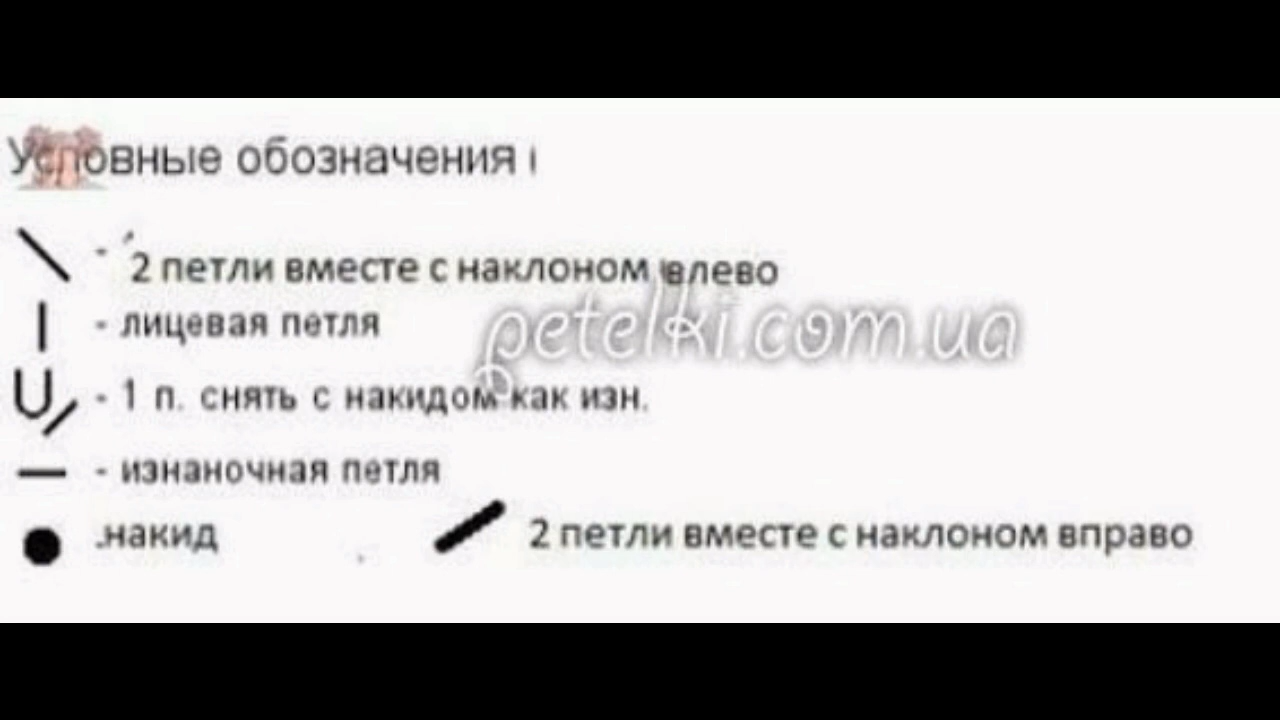 Условные обозначения
- 2 петли вместе с наклоном влево
- лицевая петля
petelki.com.ua
- 1 п. снять с накидом как изн.
- изнаночная петля
.накид 2 петли вместе с наклоном вправо